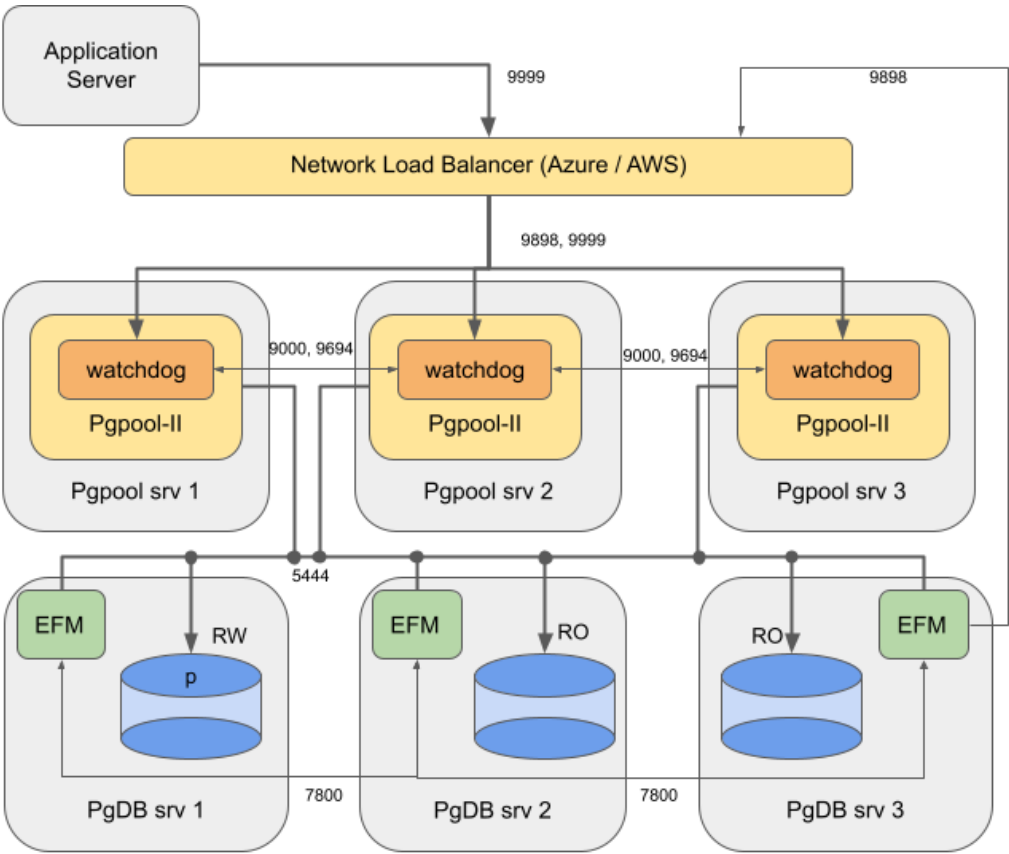 Application
Server
9999
9898
Network Load Balancer (Azure / AWS)
9898, 9999
watchdog
9000, 9694
watchdog
9000, 9694
watchdog
Pgpool-II
Pgpool-II
Pgpool-II
Pgpool srv 1
Pgpool srv 2
Pgpool srv 3
5444
EFM
RW
p
EFM
RO
RO
EFM
7800
7800
PgDB srv 1
PgDB srv 2
PgDB srv 3